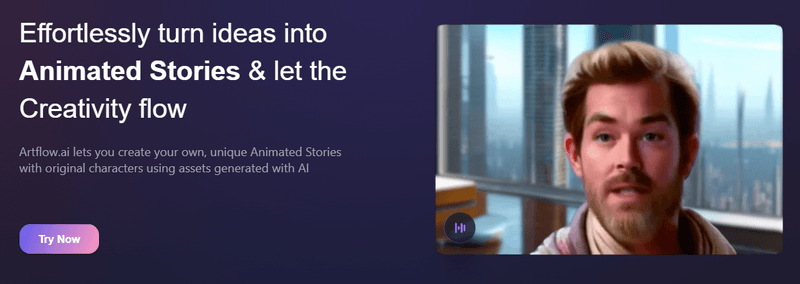 Effortlessly turn ideas into
Animated Stories & let the
Creativity flow
Artflow.ai lets you create your own, unique Animated Stories
with original characters using assets generated with AI
Try Now